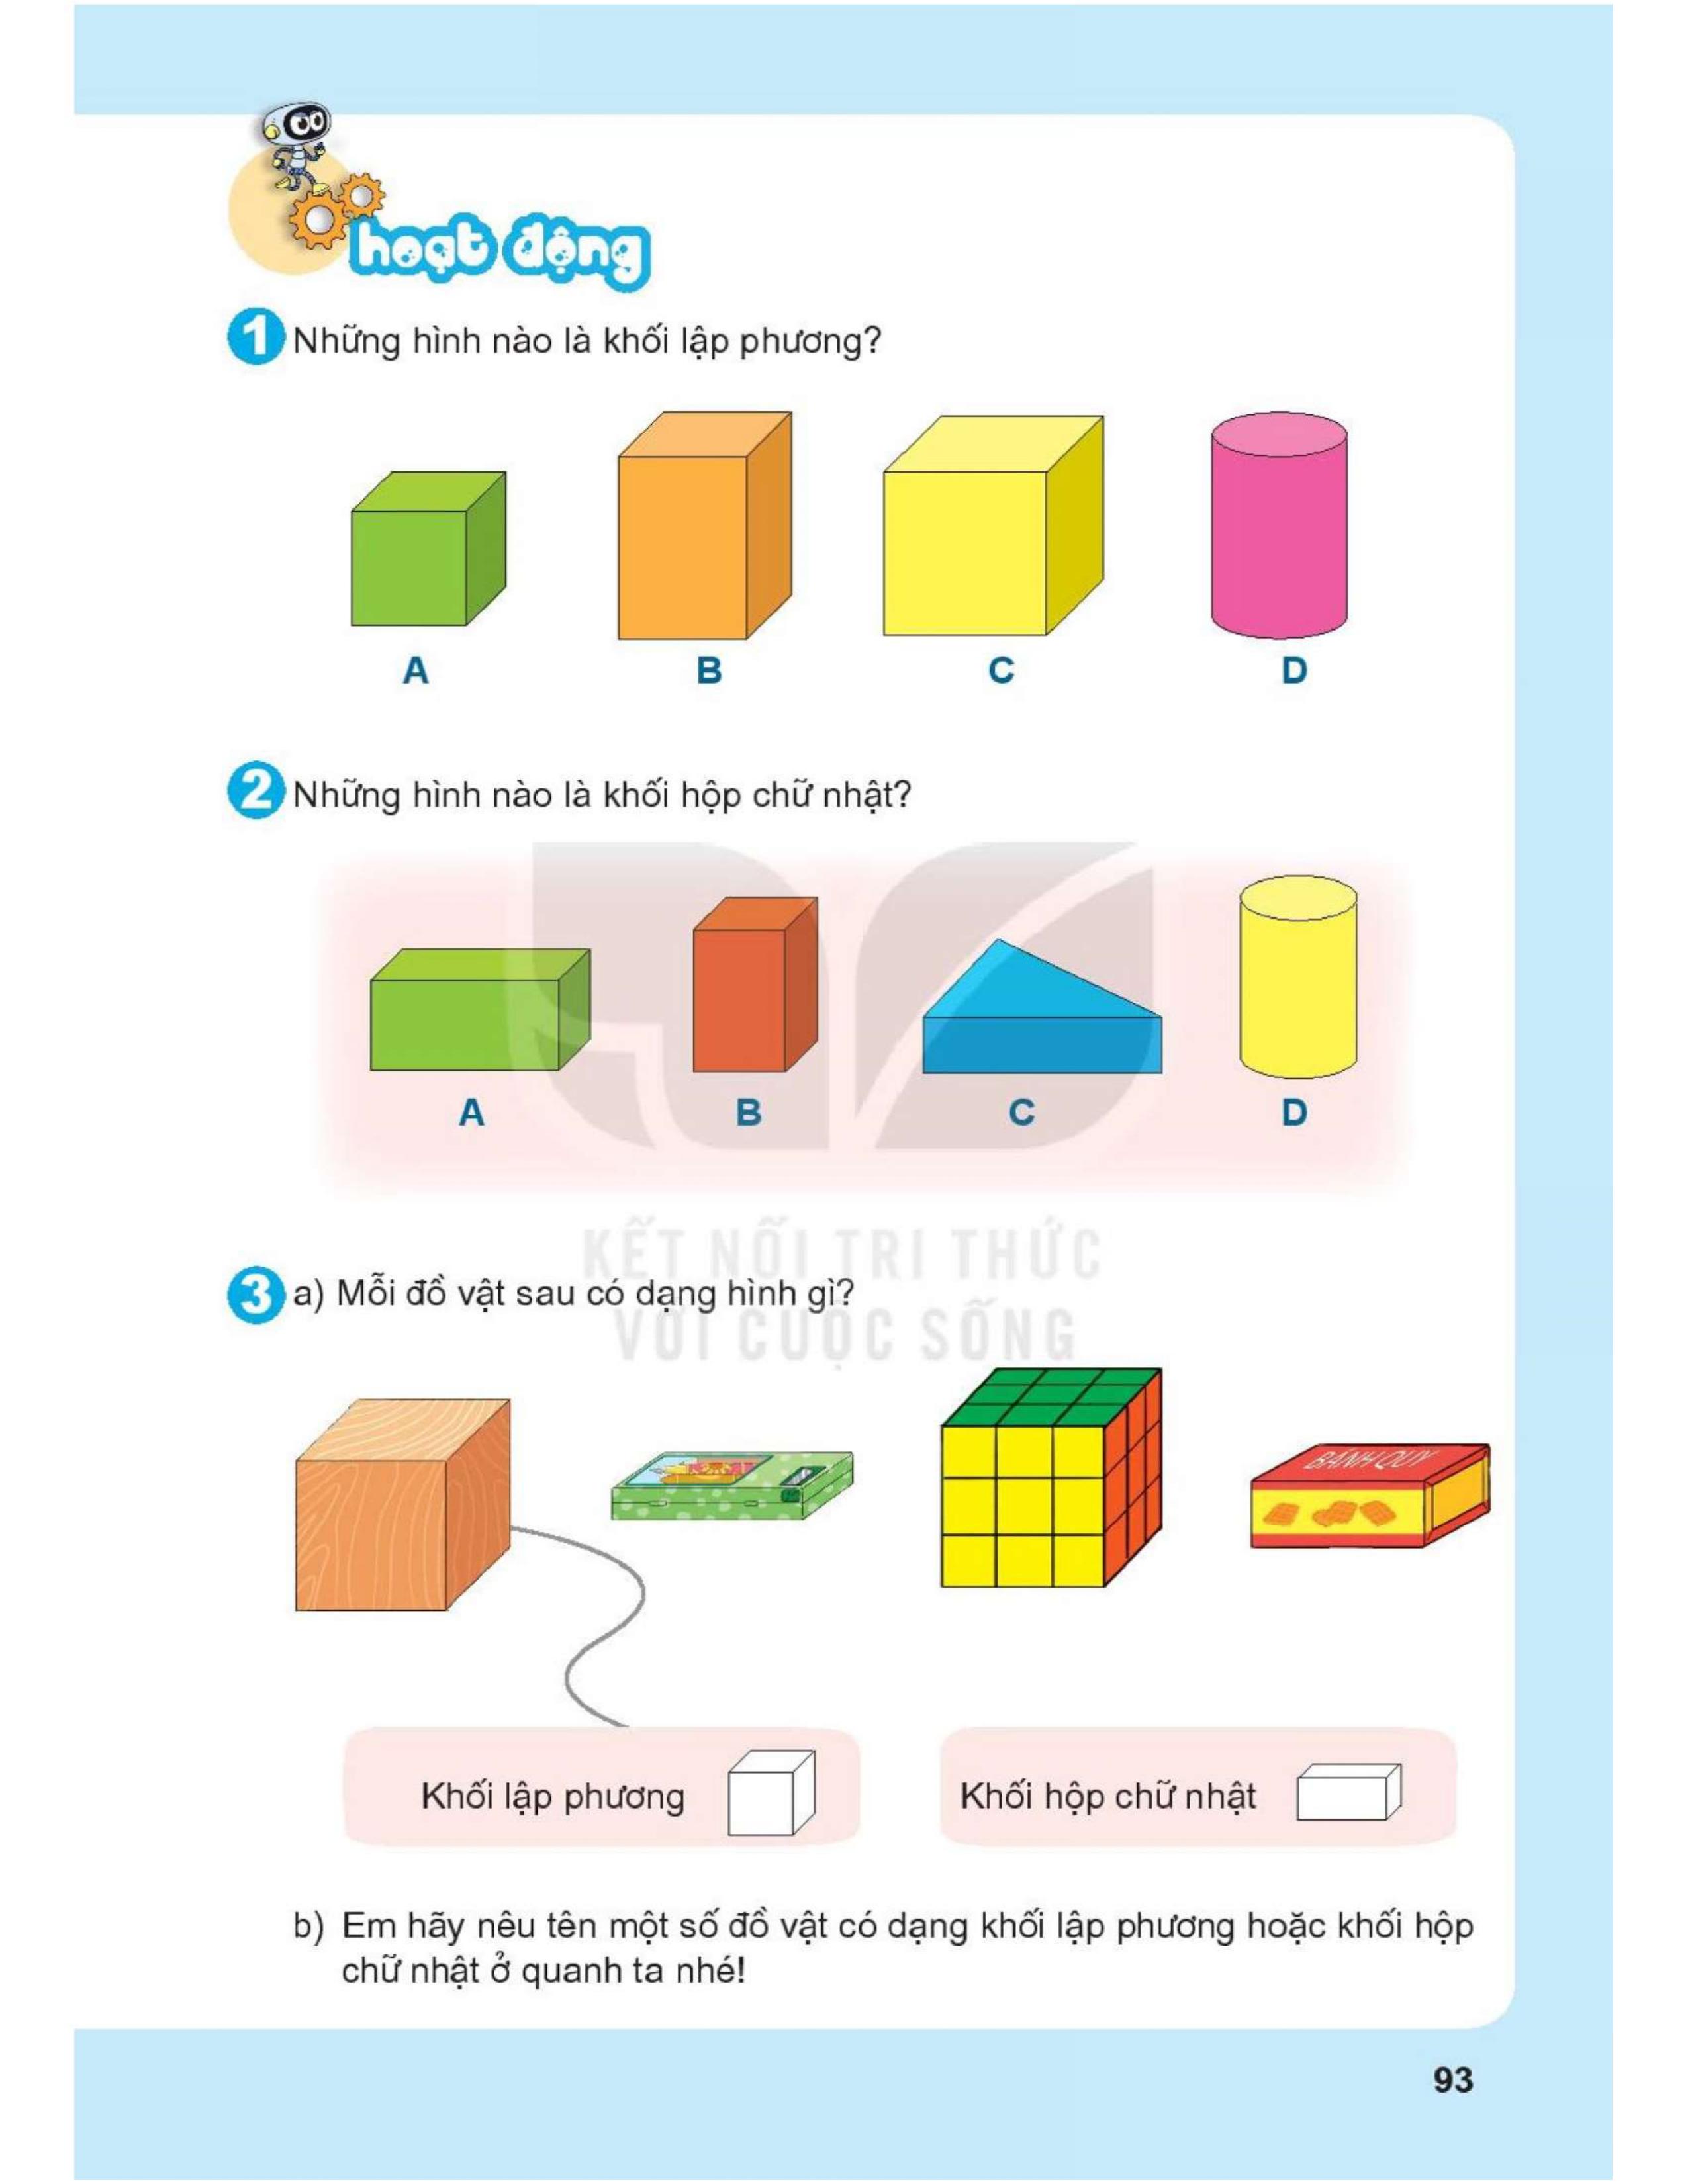 hoạt động
1 Những hình nào là khối lập phương?
A B C D
2 Những hình nào là khối hộp chữ nhật?
A B C D
KẾT NỐI TRI THỨC
VỚI CUỘC SỐNG
3 a) Mỗi đồ vật sau có dạng hình gì?
BÁNH QUY
Khối lập phương
Khối hộp chữ nhật
b) Em hãy nêu tên một số đồ vật có dạng khối lập phương hoặc khối hộp
chữ nhật ở quanh ta nhé!
93